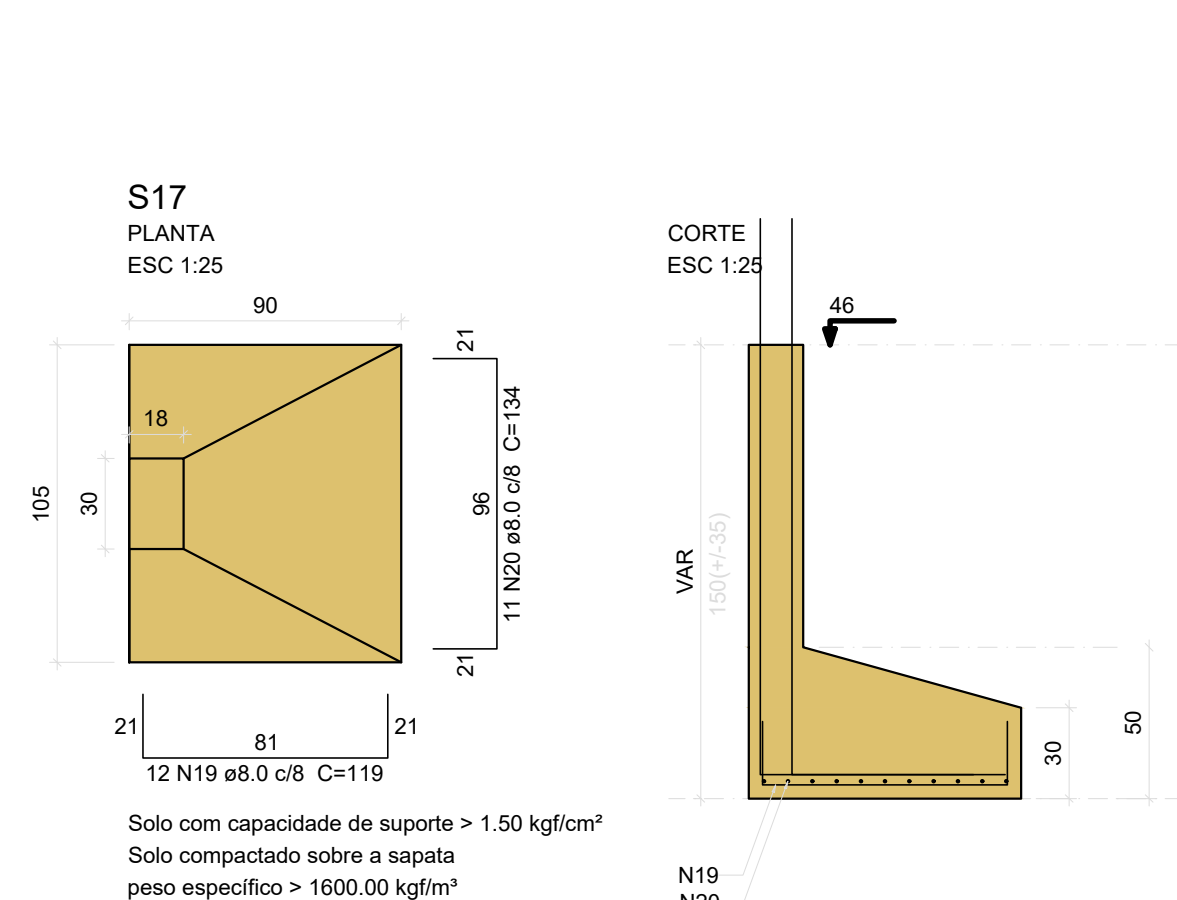 S17
PLANTA
ESC 1:25
90
18
105
30
21
96
11 N20 ø8.0 c/8  C=134
21
21
81
21
12 N19 ø8.0 c/8  C=119
Solo com capacidade de suporte > 1.50 kgf/cm²
Solo compactado sobre a sapata
peso específico > 1600.00 kgf/m³
CORTE
ESC 1:25
46
VAR
150(+/-35)
50
30
N19
N20